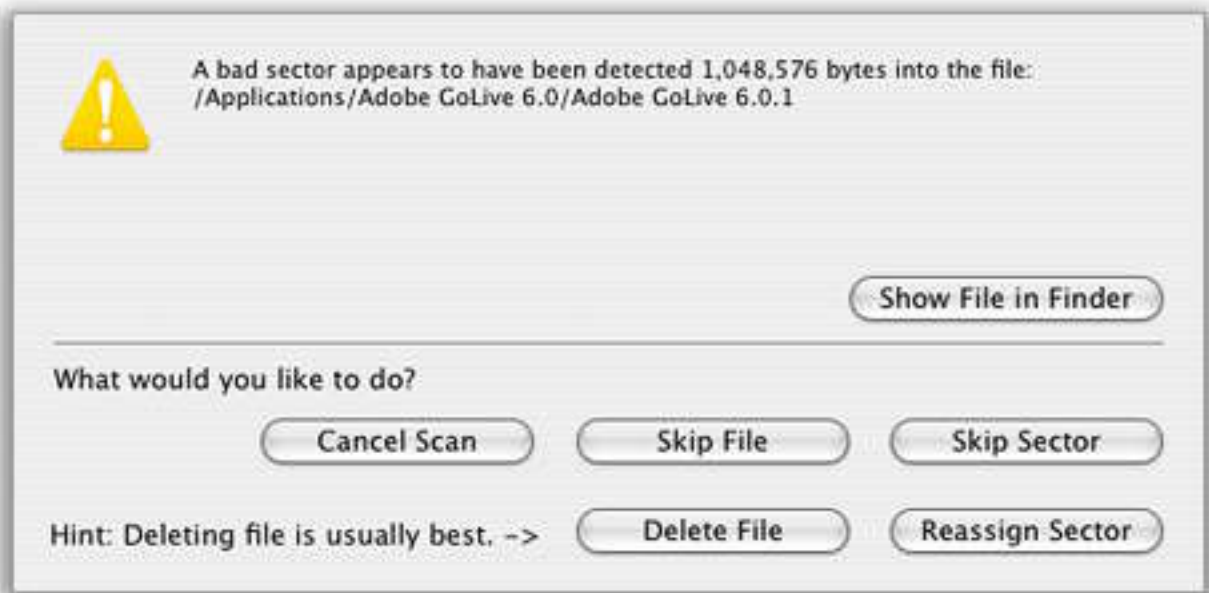 A bad sector appears to have been detected 1,048,576 bytes into the file:
/Applications/Adobe GoLive 6.0/Adobe GoLive 6.0.1
Show File in Finder
What would you like to do?
Cancel Scan Skip File Skip Sector
Hint: Deleting file is usually best. -> Delete File Reassign Sector